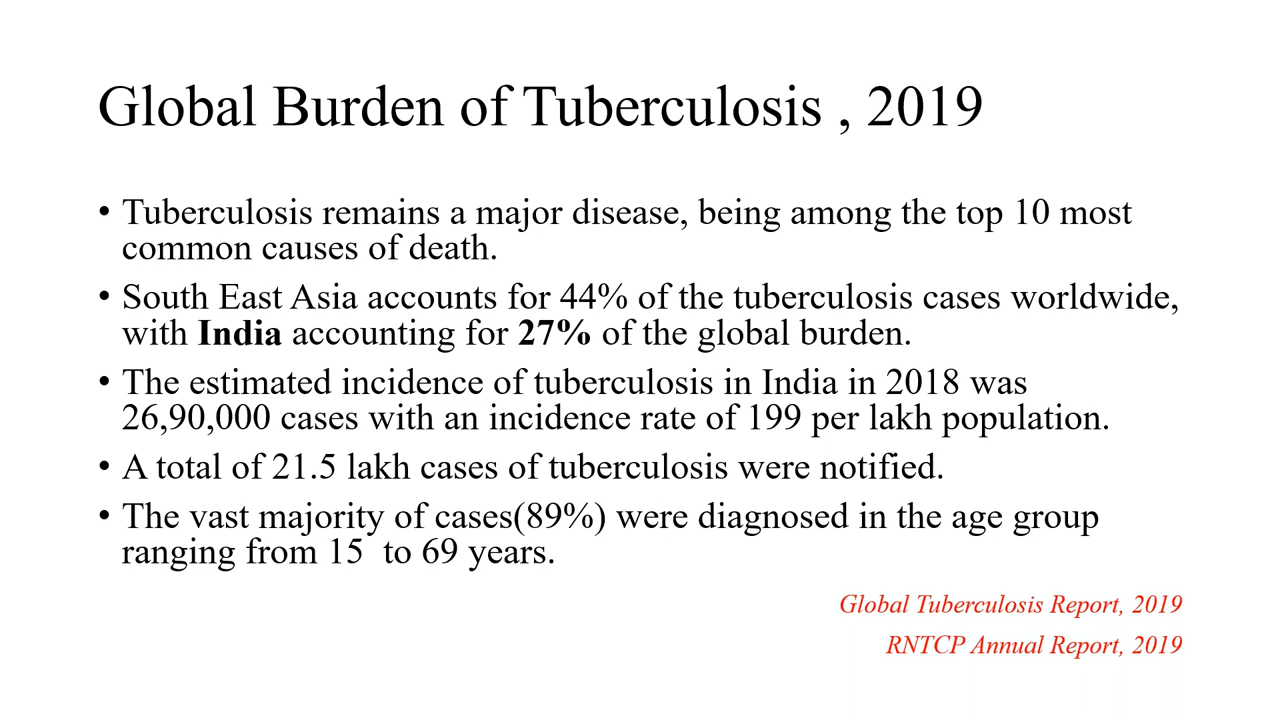 Global Burden of Tuberculosis , 2019
• Tuberculosis remains a major disease, being among the top 10 most
common causes of death.
• South East Asia accounts for 44% of the tuberculosis cases worldwide,
with India accounting for 27% of the global burden.
• The estimated incidence of tuberculosis in India in 2018 was
26,90,000 cases with an incidence rate of 199 per lakh population.
• A total of 21.5 lakh cases of tuberculosis were notified.
• The vast majority of cases(89%) were diagnosed in the age group
ranging from 15 to 69 years.
Global Tuberculosis Report, 2019
RNTCP Annual Report, 2019